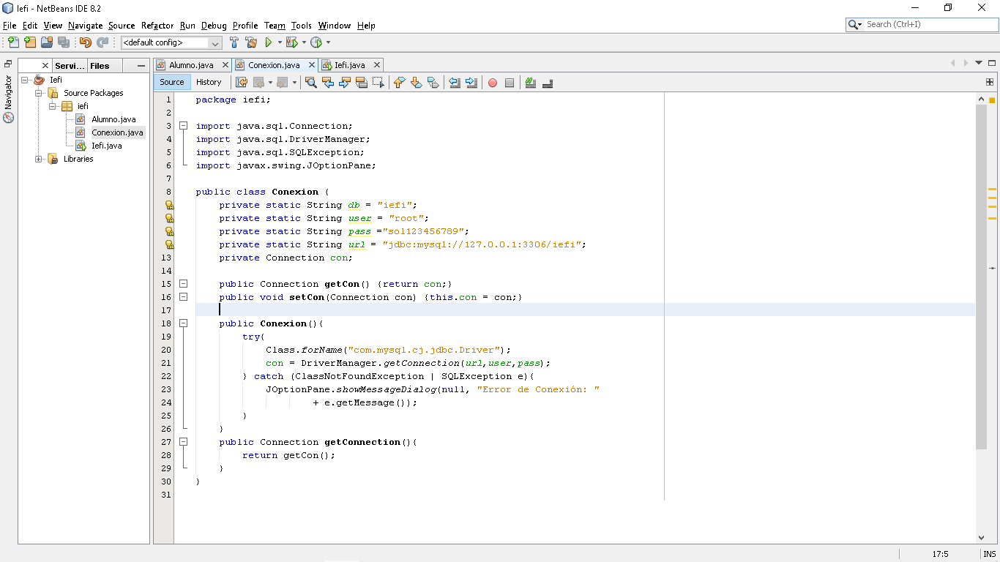 Iefi - NetBeans IDE 8.2
File Edit View Navigate Source Refactor Run Debug Profile Team Tools Window Help
Search (Ctrl+I)
<default config>
Servi... Files
Alumno.java Conexion.java Iefi.java
Navigator
Iefi
Source Packages
iefi
Alumno.java
Conexion.java
Iefi.java
Libraries
Source History
1 package iefi;
2
3 import java.sql.Connection;
4 import java.sql.DriverManager;
5 import java.sql.SQLException;
6 import javax.swing.JOptionPane;
7
8 public class Conexion {
private static String db = "iefi";
private static String user = "root";
private static String pass ="sol123456789";
private static String url = "jdbc:mysql://127.0.0.1:3306/iefi";
13 private Connection con;
14
15 public Connection getCon() {return con;}
16 public void setCon(Connection con) {this.con = con;}
17
18 public Conexion(){
19 try{
20 Class.forName("com.mysql.cj.jdbc.Driver");
21 con = DriverManager.getConnection(url,user,pass);
22 } catch (ClassNotFoundException | SQLException e){
23 JOptionPane.showMessageDialog(null, "Error de Conexión: "
24 + e.getMessage());
25 }
26 }
27 public Connection getConnection(){
28 return getCon();
29 }
30 }
31
17:5 INS